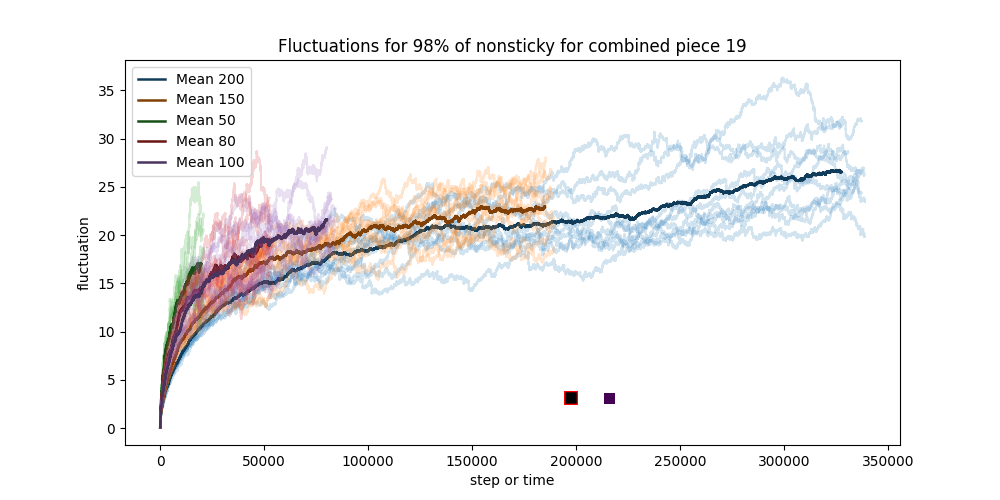 Fluctuations for 98% of nonsticky for combined piece 19
Mean 200
Mean 150
Mean 50
Mean 80
Mean 100
fluctuation
35
30
25
20
15
10
5
0
0 50000 100000 150000 200000 250000 300000 350000
step or time